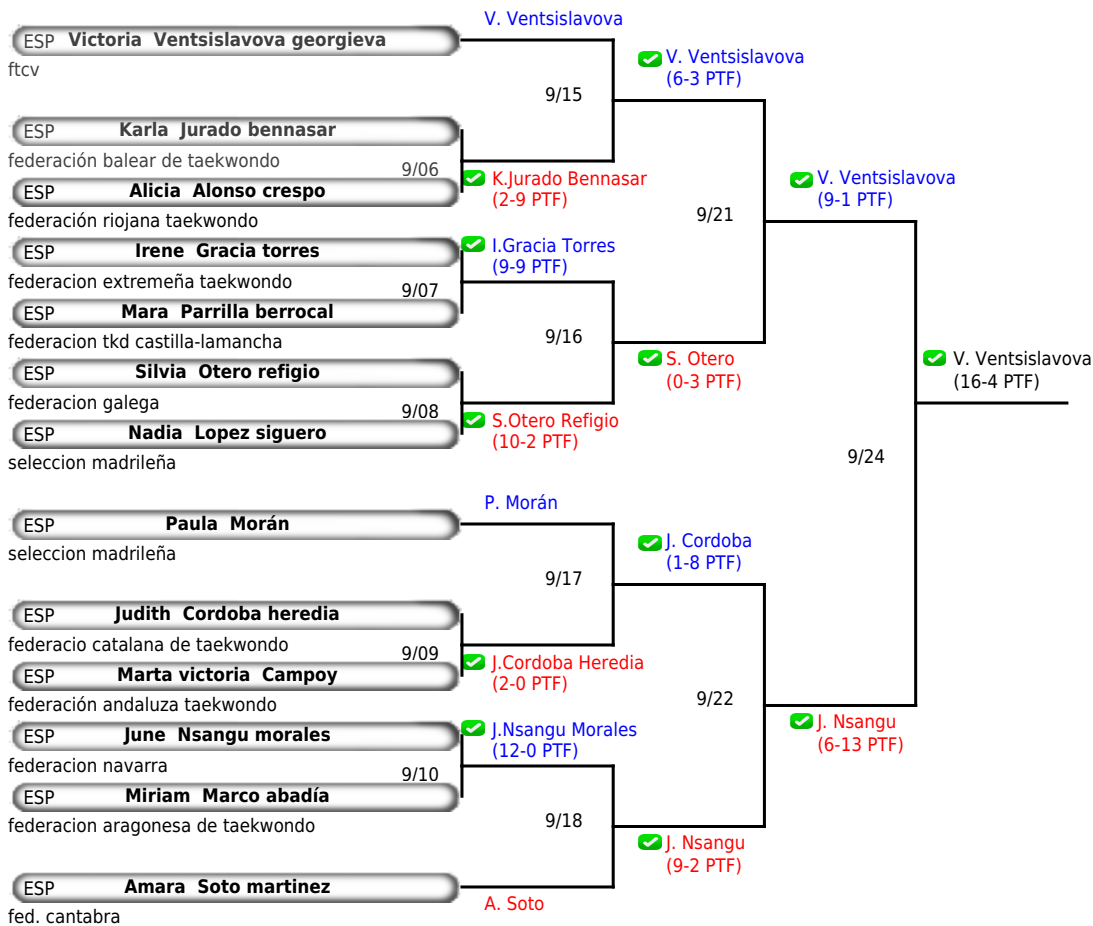 V. Ventsislavova
ESP Victoria Ventsislavova georgieva
ftcv
V. Ventsislavova
(6-3 PTF)
9/15
ESP Karla Jurado bennasar
federación balear de taekwondo
9/06
K.Jurado Bennasar
(2-9 PTF)
ESP Alicia Alonso crespo
federación riojana taekwondo
V. Ventsislavova
(9-1 PTF)
9/21
ESP Irene Gracia torres
I.Gracia Torres
(9-9 PTF)
federacion extremeña taekwondo
9/07
ESP Mara Parrilla berrocal
federacion tkd castilla-lamancha
9/16
S. Otero
(0-3 PTF)
V. Ventsislavova
(16-4 PTF)
ESP Silvia Otero refigio
federacion galega
9/08
S.Otero Refigio
(10-2 PTF)
ESP Nadia Lopez siguero
seleccion madrileña
9/24
P. Morán
ESP Paula Morán
seleccion madrileña
J. Cordoba
(1-8 PTF)
9/17
ESP Judith Cordoba heredia
federacio catalana de taekwondo
9/09
J.Cordoba Heredia
(2-0 PTF)
ESP Marta victoria Campoy
federación andaluza taekwondo
9/22
J. Nsangu
(6-13 PTF)
ESP June Nsangu morales
J.Nsangu Morales
(12-0 PTF)
federacion navarra
9/10
ESP Miriam Marco abadía
federacion aragonesa de taekwondo
9/18
J. Nsangu
(9-2 PTF)
ESP Amara Soto martinez
A. Soto
fed. cantabra